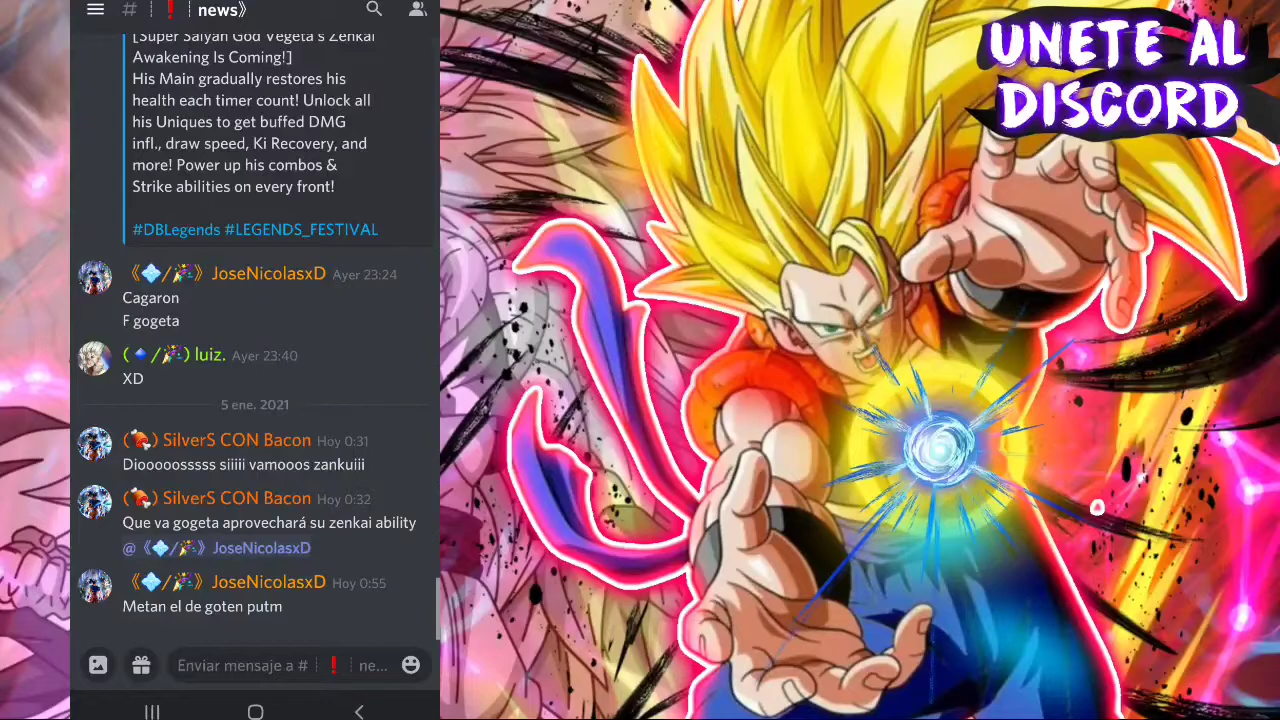 # ❗ news》
[Super Saiyan God Vegeta's Zenkai
Awakening Is Coming!]
His Main gradually restores his
health each timer count! Unlock all
his Uniques to get buffed DMG
infl., draw speed, Ki Recovery, and
more! Power up his combos &
Strike abilities on every front!
#DBLegends #LEGENDS_FESTIVAL
《💠/🎉》 JoseNicolasxD Ayer 23:24
Cagaron
F gogeta
(🔹/🎉) luiz. Ayer 23:40
XD
5 ene. 2021
(🍖) SilverS CON Bacon Hoy 0:31
Diooooosssss siiiii vamooos zankuiii
(🍖) SilverS CON Bacon Hoy 0:32
Que va gogeta aprovechará su zenkai ability
@《💠/🎉》 JoseNicolasxD
《💠/🎉》 JoseNicolasxD Hoy 0:55
Metan el de goten putm
Enviar mensaje a # ❗ ne...
UNETE AL
DISCORD